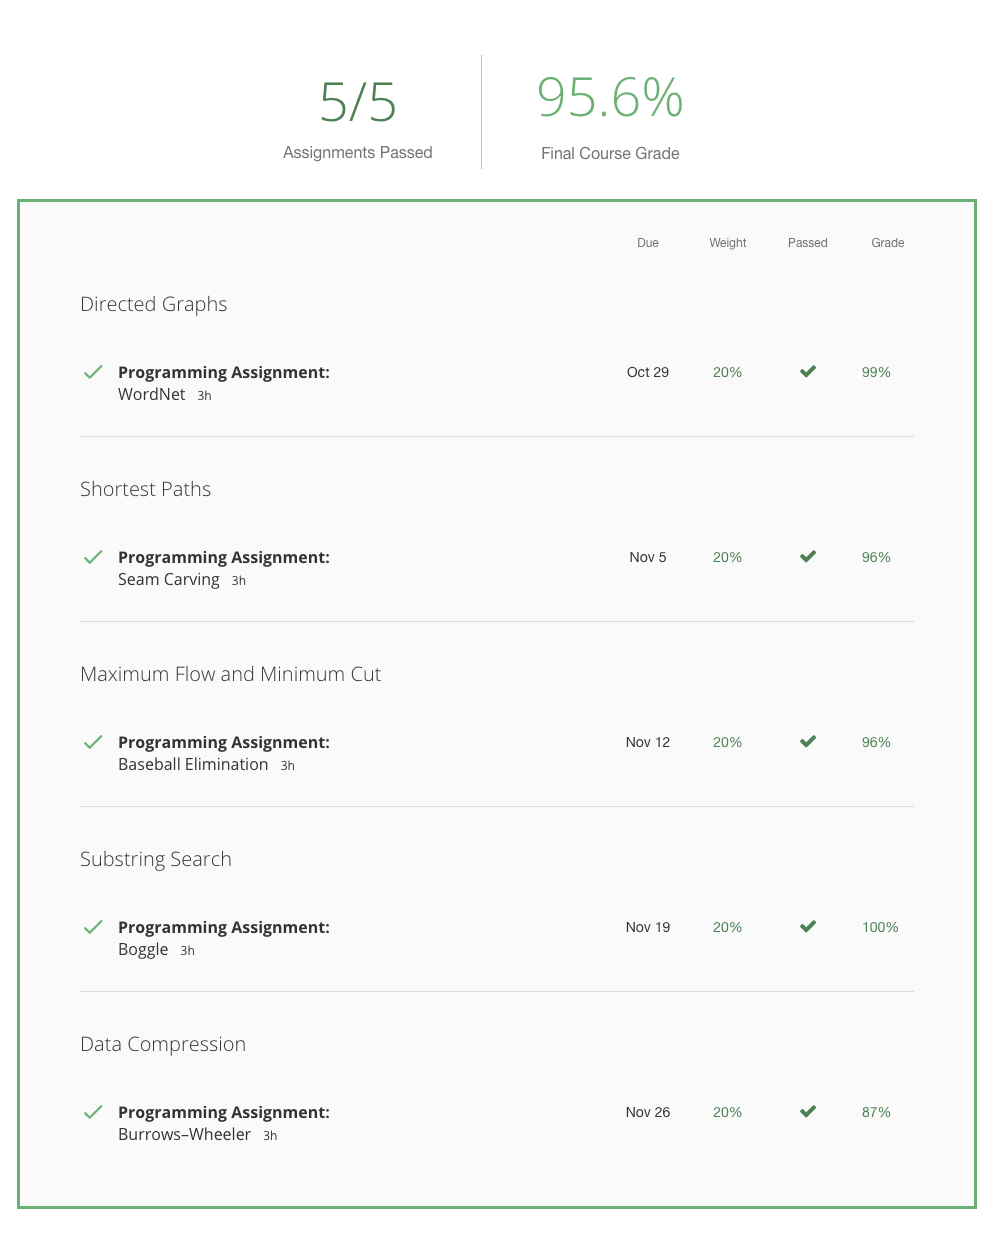 5/5
Assignments Passed
95.6%
Final Course Grade
Due Weight Passed Grade
Directed Graphs
Programming Assignment: Oct 29 20% 99%
WordNet 3h
Shortest Paths
Programming Assignment: Nov 5 20% 96%
Seam Carving 3h
Maximum Flow and Minimum Cut
Programming Assignment: Nov 12 20% 96%
Baseball Elimination 3h
Substring Search
Programming Assignment: Nov 19 20% 100%
Boggle 3h
Data Compression
Programming Assignment: Nov 26 20% 87%
Burrows–Wheeler 3h